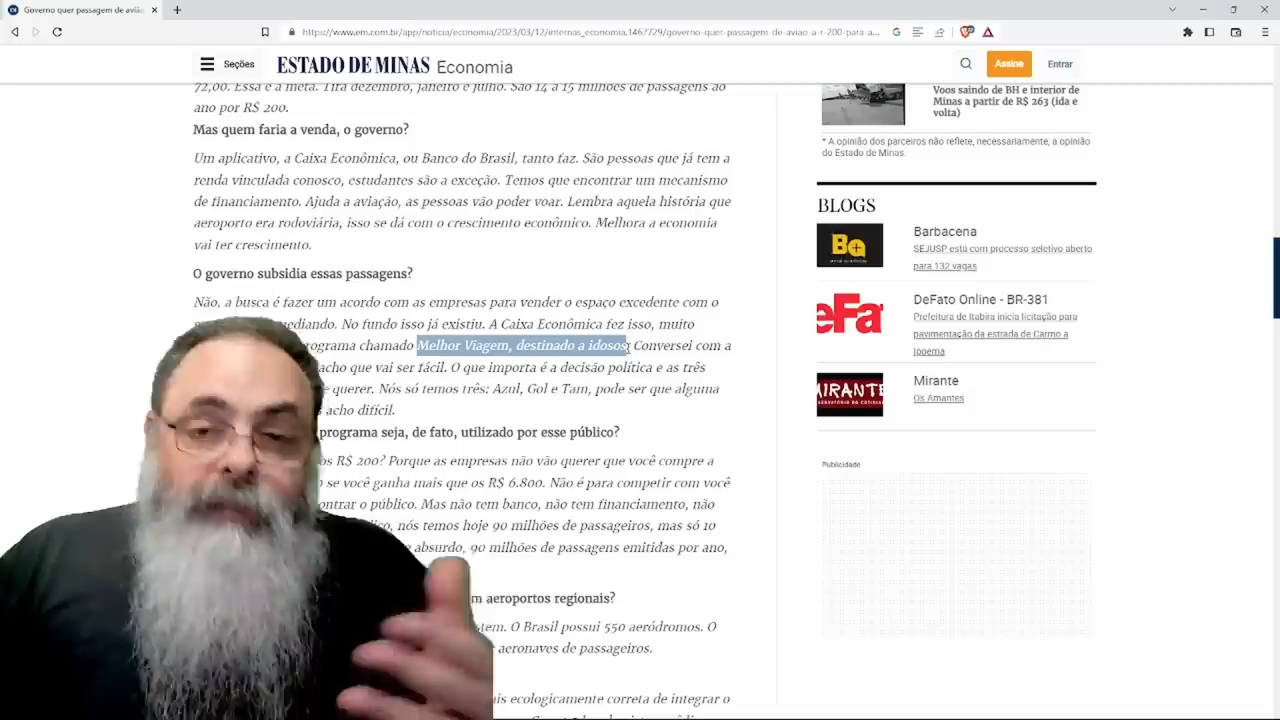 Governo quer passagem de aviã
https://www.em.com.br/app/noticia/economia/2023/03/12/internas_economia,1467729/governo-quer-passagem-de-aviao-a-r-200-para-a...
Seções
ESTADO DE MINAS Economia
Assine
Entrar
72,00. Essa é a meta. Tira dezembro, janeiro e julho. São 14 a 15 milhões de passagens ao
ano por R$ 200.
Mas quem faria a venda, o governo?
Um aplicativo, a Caixa Econômica, ou Banco do Brasil, tanto faz. São pessoas que já tem a
renda vinculada conosco, estudantes são a exceção. Temos que encontrar um mecanismo
de financiamento. Ajuda a aviação, as pessoas vão poder voar. Lembra aquela história que
aeroporto era rodoviária, isso se dá com o crescimento econômico. Melhora a economia
vai ter crescimento.
O governo subsidia essas passagens?
Não, a busca é fazer um acordo com as empresas para vender o espaço excedente com o
ediando. No fundo isso já existiu. A Caixa Econômica fez isso, muito
rograma chamado Melhor Viagem, destinado a idosos. Conversei com a
acho que vai ser fácil. O que importa é a decisão política e as três
querer. Nós só temos três: Azul, Gol e Tam, pode ser que alguma
acho difícil.
programa seja, de fato, utilizado por esse público?
os R$ 200? Porque as empresas não vão querer que você compre a
se você ganha mais que os R$ 6.800. Não é para competir com você
ontrar o público. Mas não tem banco, não tem financiamento, não
lico, nós temos hoje 90 milhões de passageiros, mas só 10
e absurdo, 90 milhões de passagens emitidas por ano,
m aeroportos regionais?
tem. O Brasil possui 550 aeródromos. O
aeronaves de passageiros.
is ecologicamente correta de integrar o
Voos saindo de BH e interior de
Minas a partir de R$ 263 (ida e
volta)
* A opinião dos parceiros não reflete, necessariamente, a opinião
do Estado de Minas.
BLOGS
Barbacena
SEJUSP está com processo seletivo aberto
para 132 vagas
DeFato Online - BR-381
eFa
Prefeitura de Itabira inicia licitação para
pavimentação da estrada de Carmo a
Ipoema
Mirante
MIRANTE
Os Amantes
Publicidade